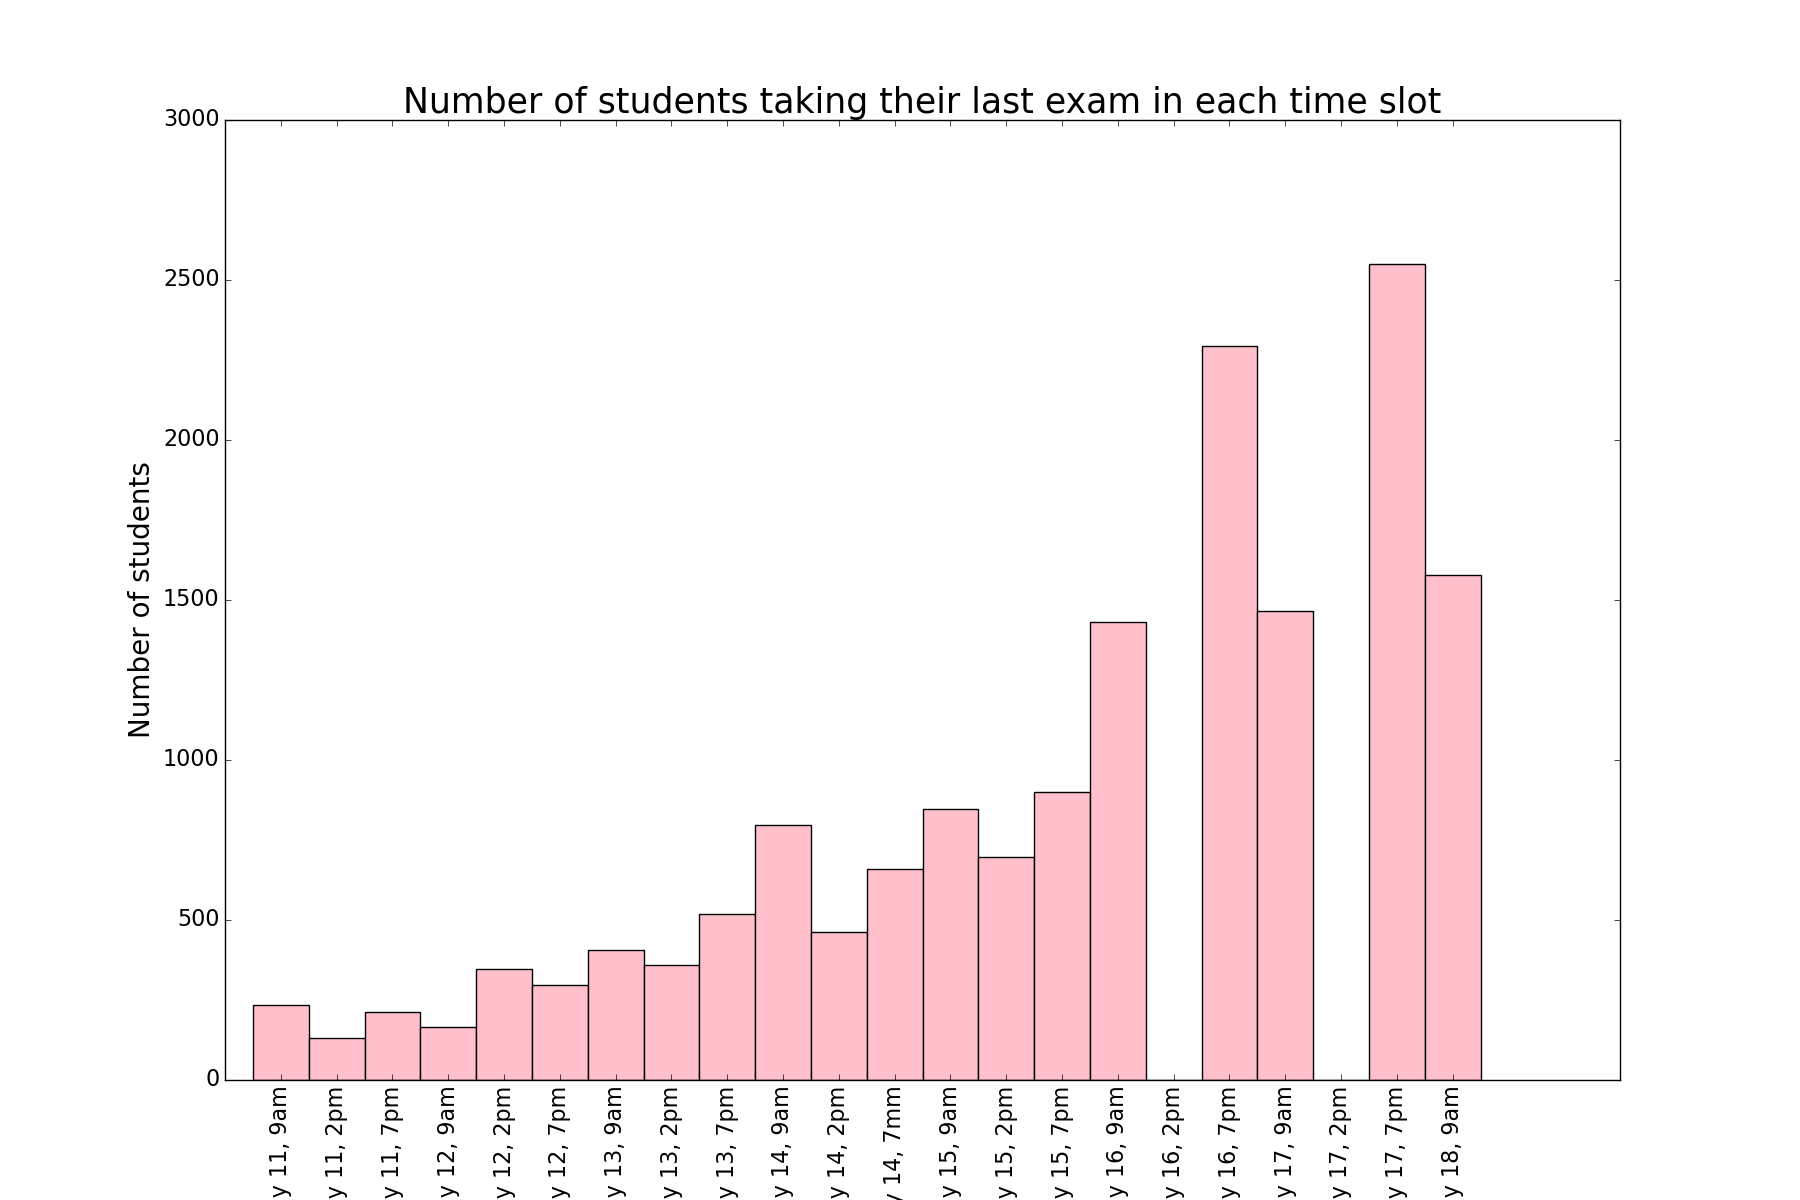 Number of students taking their last exam in each time slot
Number of students
3000
2500
2000
1500
1000
500
0
y 11, 9am
y 11, 2pm
y 11, 7pm
y 12, 9am
y 12, 2pm
y 12, 7pm
y 13, 9am
y 13, 2pm
y 13, 7pm
y 14, 9am
y 14, 2pm
y 14, 7mm
y 15, 9am
y 15, 2pm
y 15, 7pm
y 16, 9am
y 16, 2pm
y 16, 7pm
y 17, 9am
y 17, 2pm
y 17, 7pm
y 18, 9am